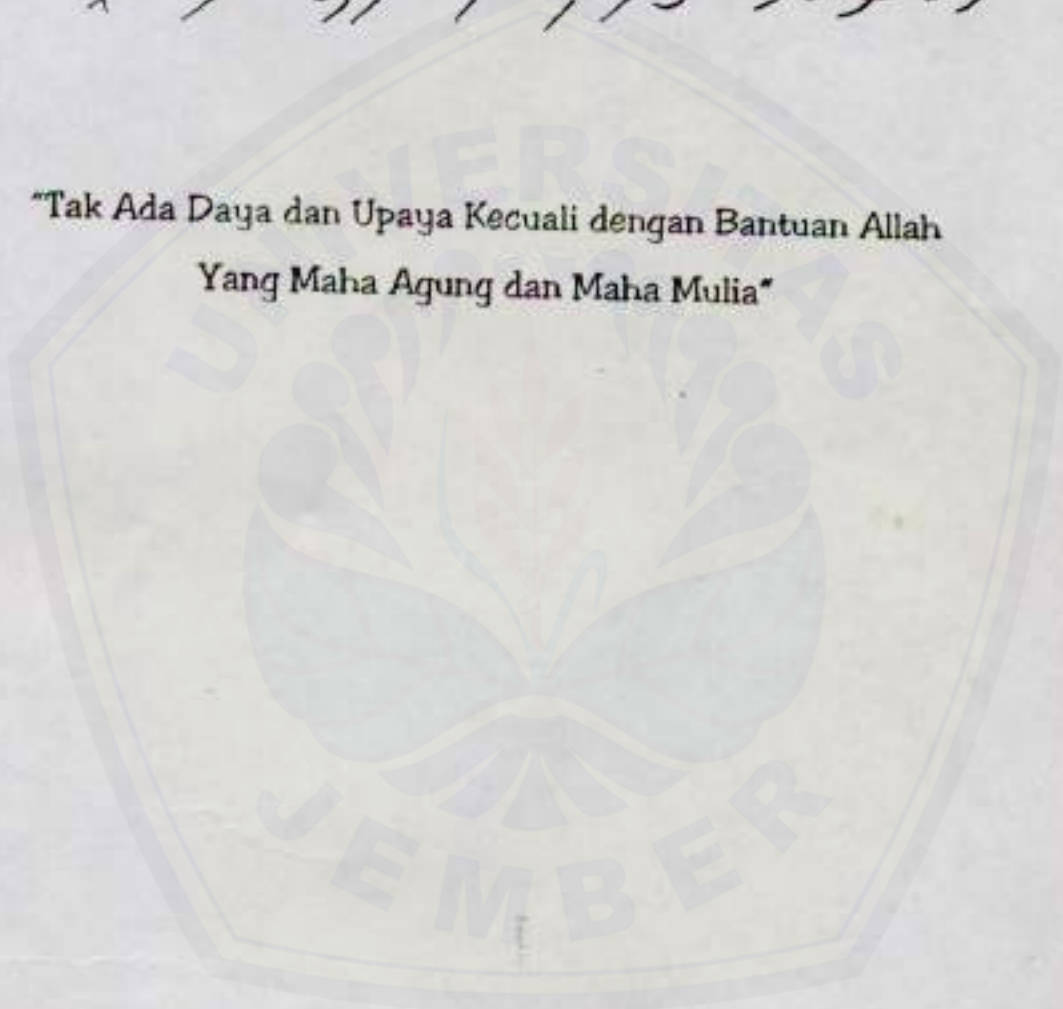 "Tak Ada Daya dan Upaya Kecuali dengan Bantuan Allah
Yang Maha Agung dan Maha Mulia"
UNIVERSITAS
JEMBER